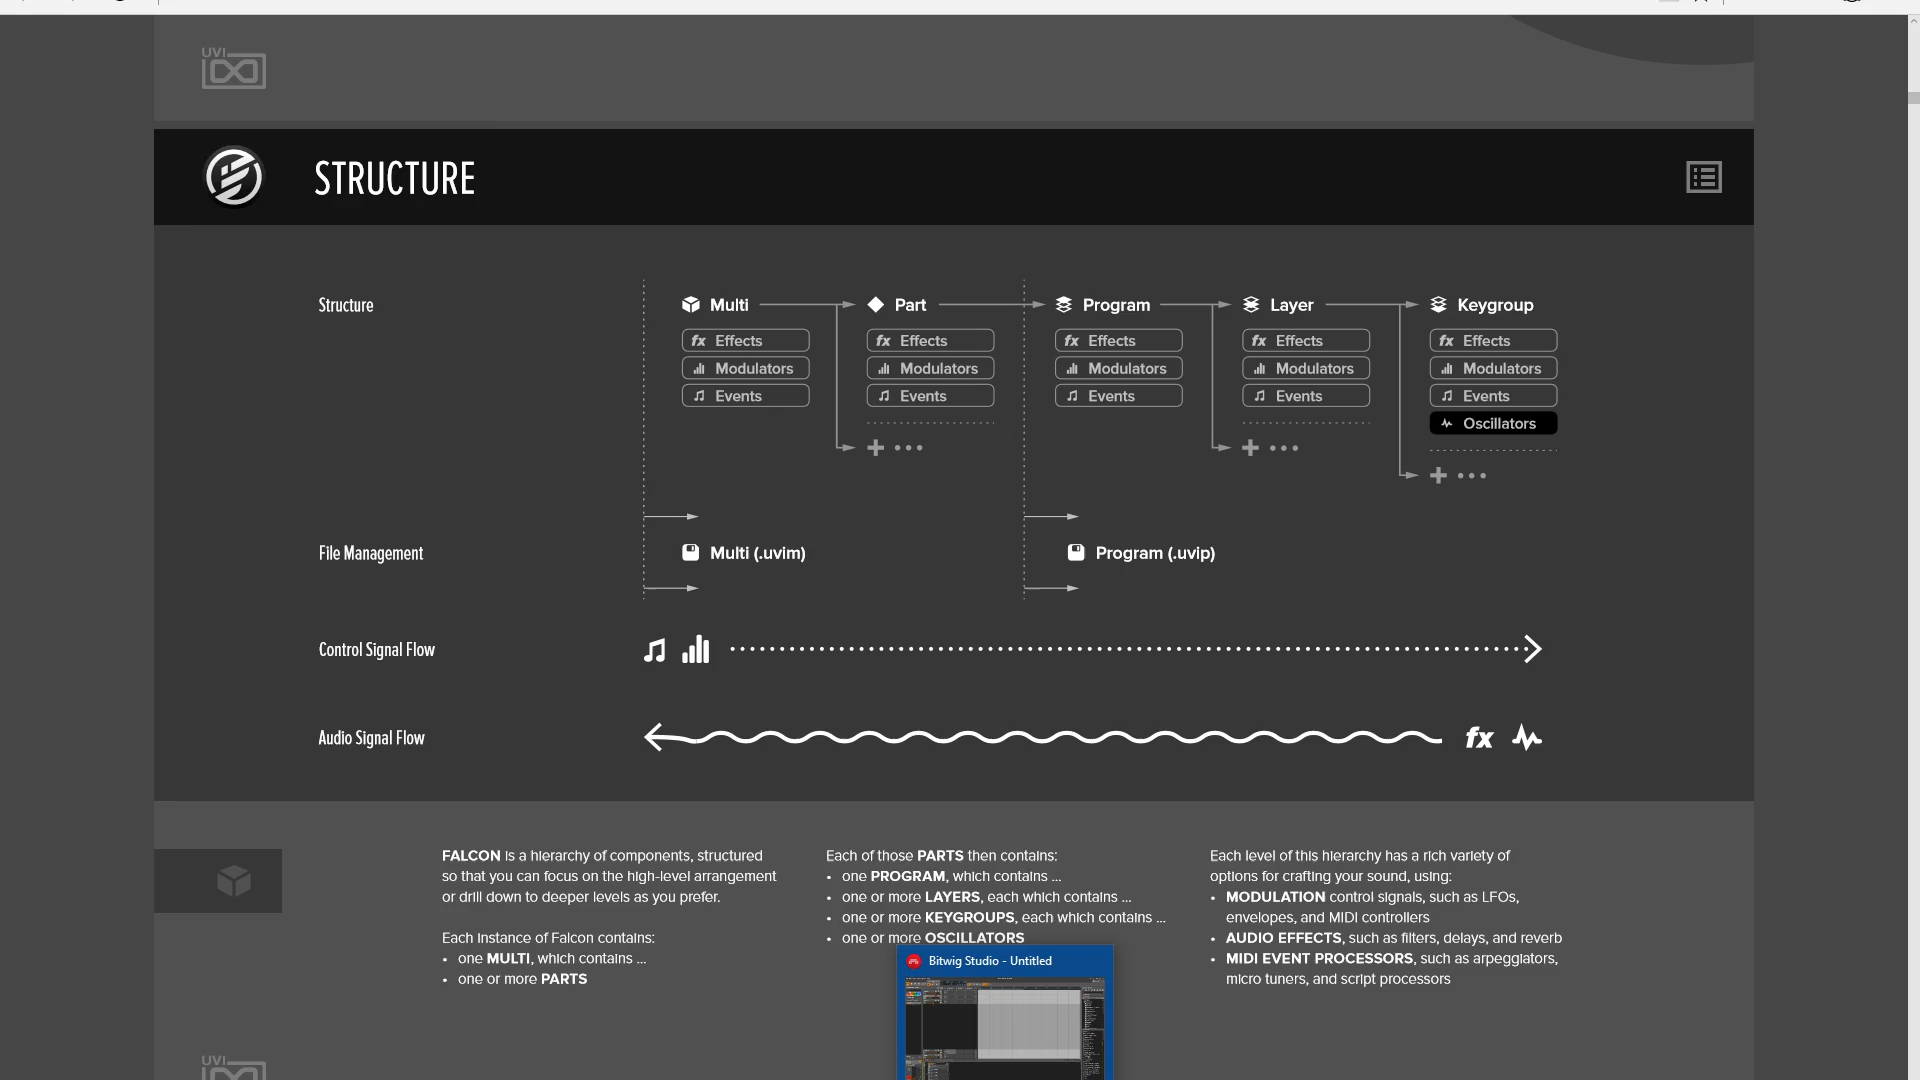 UVI
STRUCTURE
Structure
Multi
Part
Program
Layer
Keygroup
fx Effects
fx Effects
fx Effects
fx Effects
fx Effects
Modulators
Modulators
Modulators
Modulators
Modulators
Events
Events
Events
Events
Events
Oscillators
File Management
Multi (.uvim)
Program (.uvip)
Control Signal Flow
Audio Signal Flow
fx
FALCON is a hierarchy of components, structured
so that you can focus on the high-level arrangement
or drill down to deeper levels as you prefer.
Each instance of Falcon contains:
• one MULTI, which contains ...
• one or more PARTS
Each of those PARTS then contains:
• one PROGRAM, which contains ...
• one or more LAYERS, each which contains ...
• one or more KEYGROUPS, each which contains ...
• one or more OSCILLATORS
Each level of this hierarchy has a rich variety of
options for crafting your sound, using:
• MODULATION control signals, such as LFOs,
envelopes, and MIDI controllers
• AUDIO EFFECTS, such as filters, delays, and reverb
• MIDI EVENT PROCESSORS, such as arpeggiators,
micro tuners, and script processors
Bitwig Studio - Untitled
UVI